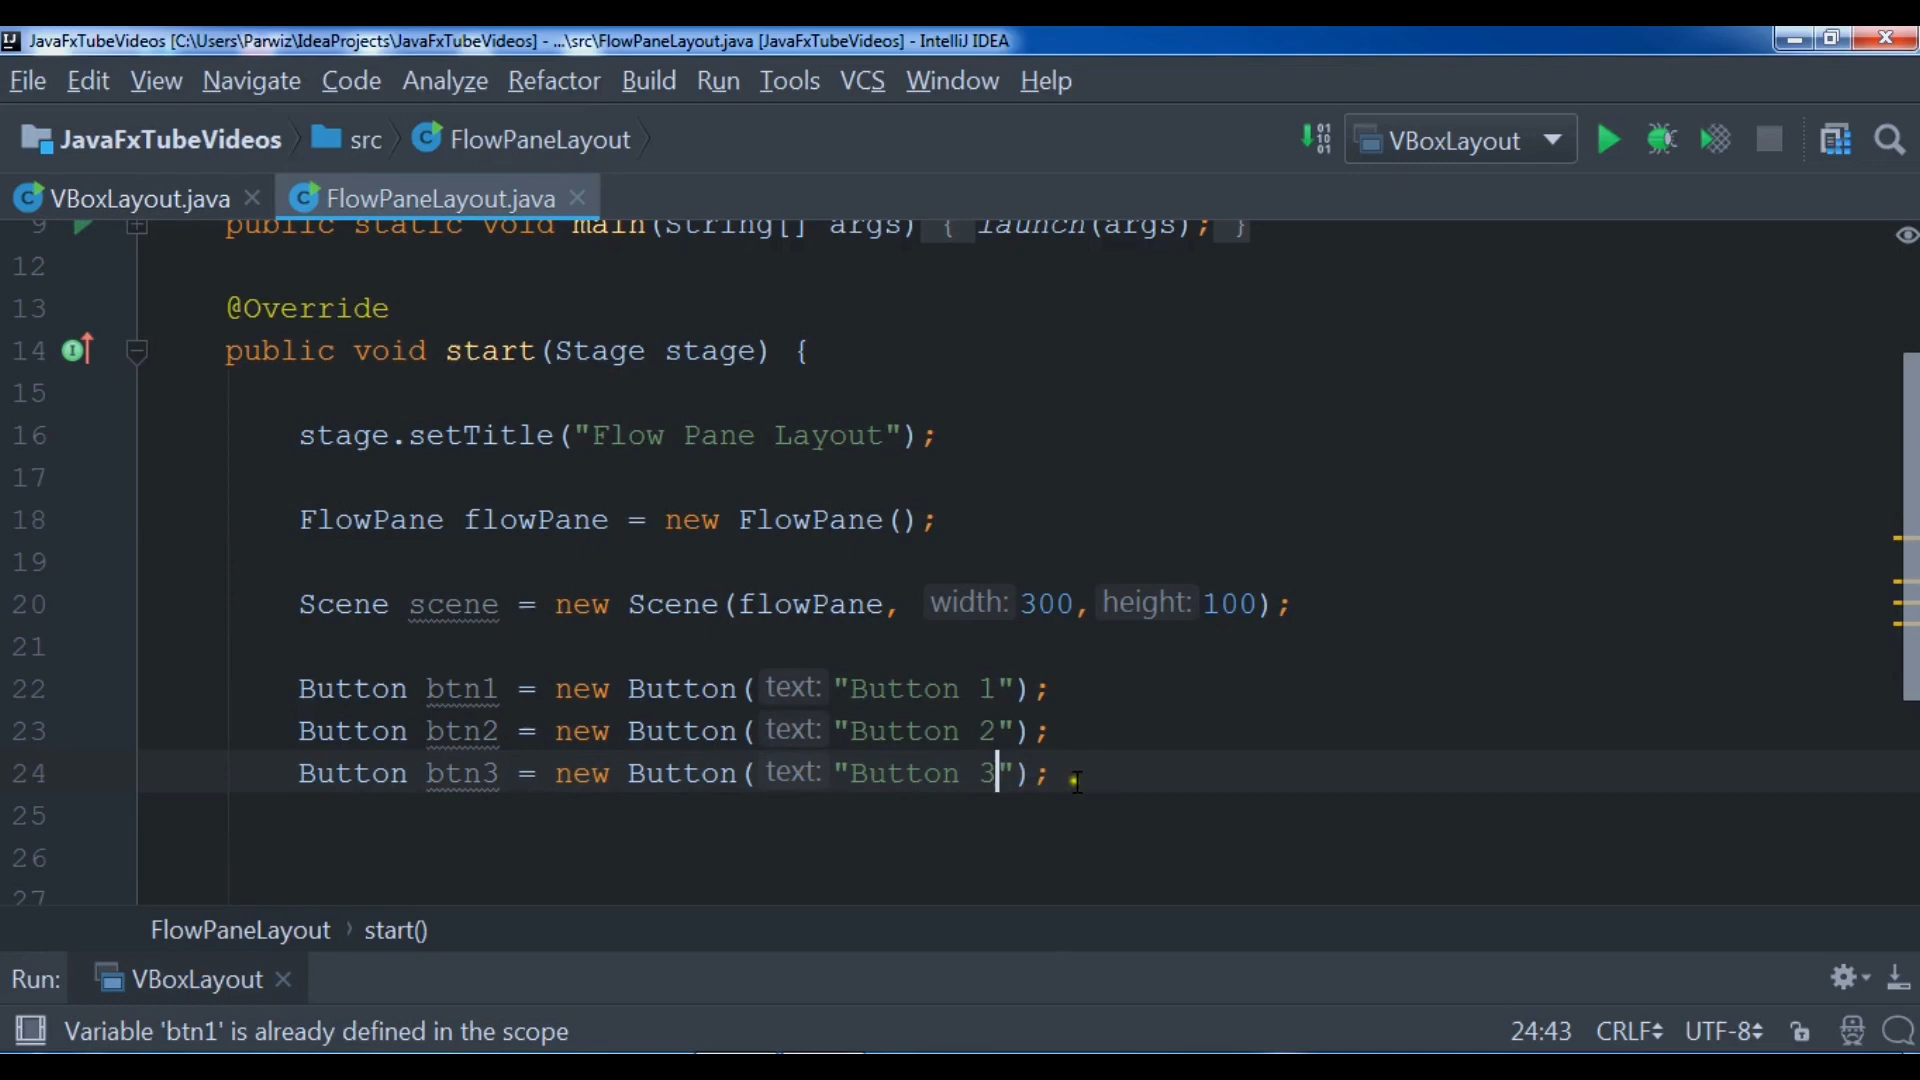 JavaFxTubeVideos [C:\Users\Parwiz\IdeaProjects\JavaFxTubeVideos] - ...\src\FlowPaneLayout.java [JavaFxTubeVideos] - IntelliJ IDEA
File Edit View Navigate Code Analyze Refactor Build Run Tools VCS Window Help
JavaFxTubeVideos src FlowPaneLayout VBoxLayout
VBoxLayout.java FlowPaneLayout.java
9 public static void main(String[] args) { launch(args); }
12
13 @Override
14 public void start(Stage stage) {
15
16 stage.setTitle("Flow Pane Layout");
17
18 FlowPane flowPane = new FlowPane();
19
20 Scene scene = new Scene(flowPane, width: 300, height: 100);
21
22 Button btn1 = new Button( text: "Button 1");
23 Button btn2 = new Button( text: "Button 2");
24 Button btn3 = new Button( text: "Button 3");
25
26
27
FlowPaneLayout › start()
Run: VBoxLayout
Variable 'btn1' is already defined in the scope 24:43 CRLF UTF-8